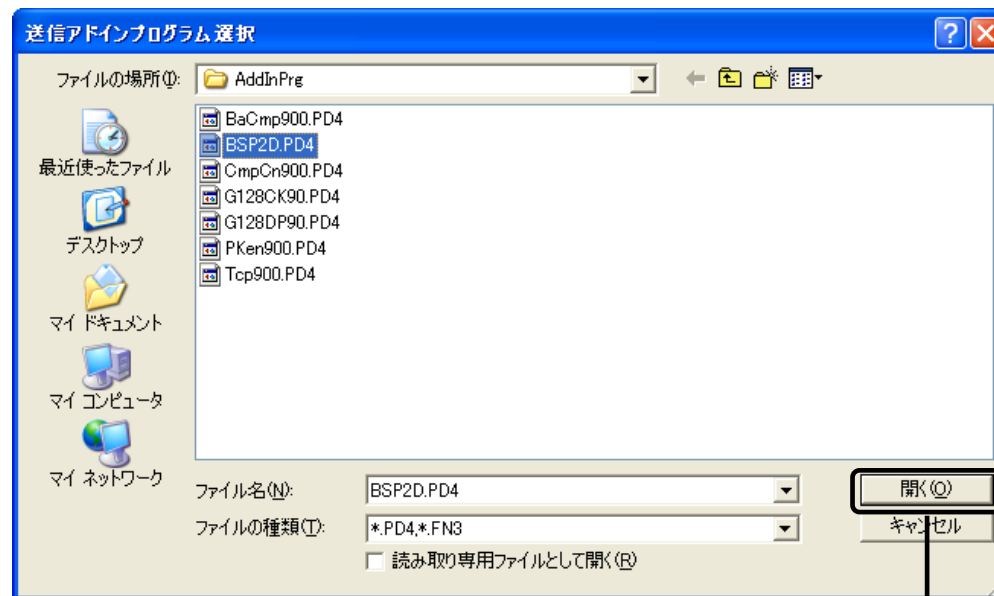 送信アドインプログラム選択
ファイルの場所(I):
AddInPrg
最近使ったファイル
デスクトップ
マイ ドキュメント
マイ コンピュータ
マイ ネットワーク
BaCmp900.PD4
BSP2D.PD4
CmpCn900.PD4
G128CK90.PD4
G128DP90.PD4
PKen900.PD4
Tcp900.PD4
ファイル名(N):
BSP2D.PD4
開く(O)
ファイルの種類(T):
*.PD4,*.FN3
キャンセル
読み取り専用ファイルとして開く(R)